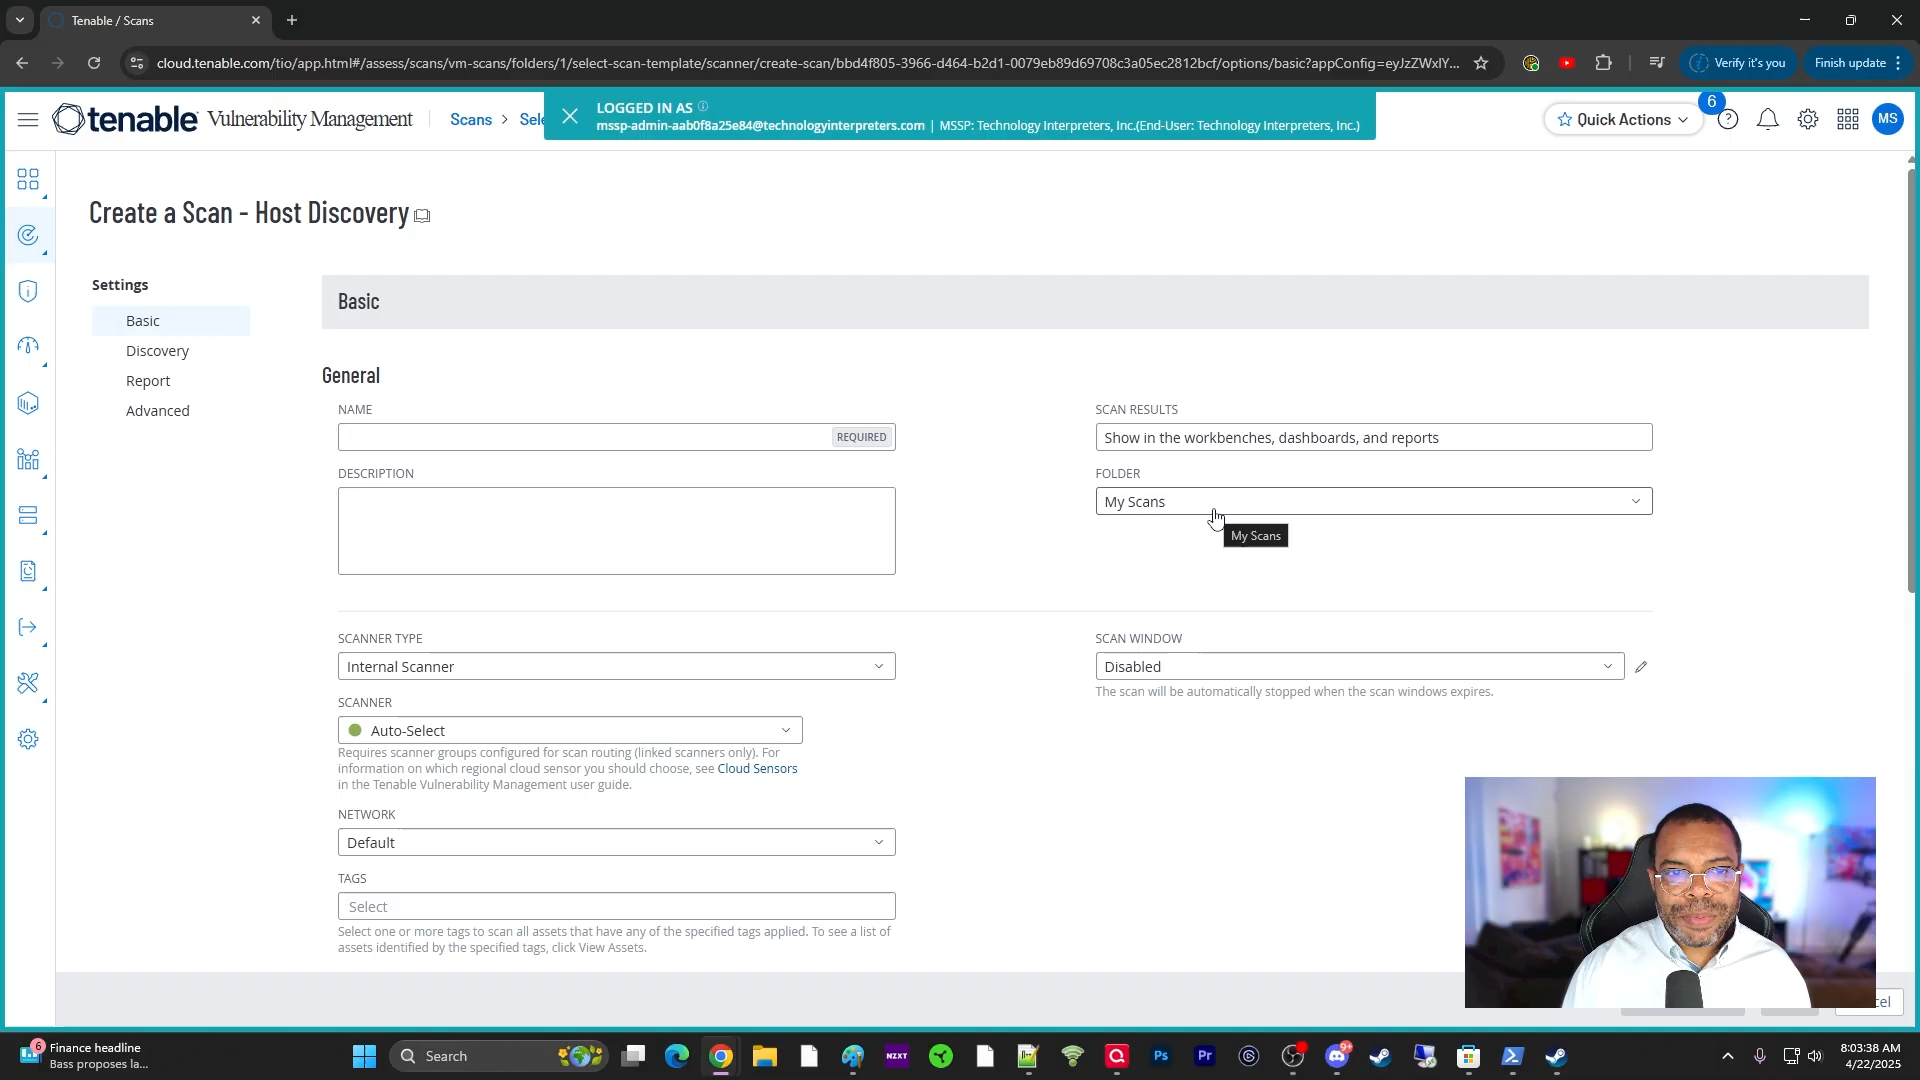 Tenable / Scans
cloud.tenable.com/tio/app.html#/assess/scans/vm-scans/folders/1/select-scan-template/scanner/create-scan/bbd4f805-3966-d464-b2d1-0079eb89d69708c3a05ec2812bcf/options/basic?appConfig=eyJzZWxlY...
Verify it's you
Finish update
tenable Vulnerability Management
Scans > Sele
LOGGED IN AS
mssp-admin-aab0f8a25e84@technologyinterpreters.com | MSSP: Technology Interpreters, Inc.(End-User: Technology Interpreters, Inc.)
Quick Actions
6
?
MS
Create a Scan - Host Discovery
Settings
Basic
Discovery
Report
Advanced
Basic
General
NAME
REQUIRED
SCAN RESULTS
Show in the workbenches, dashboards, and reports
DESCRIPTION
FOLDER
My Scans
My Scans
SCANNER TYPE
Internal Scanner
SCAN WINDOW
Disabled
The scan will be automatically stopped when the scan windows expires.
SCANNER
Auto-Select
Requires scanner groups configured for scan routing (linked scanners only). For
information on which regional cloud sensor you should choose, see Cloud Sensors
in the Tenable Vulnerability Management user guide.
NETWORK
Default
TAGS
Select
Select one or more tags to scan all assets that have any of the specified tags applied. To see a list of
assets identified by the specified tags, click View Assets.
cel
6
Finance headline
Bass proposes la...
Search
NZXT
Ps
Pr
9+
8:03:38 AM
4/22/2025